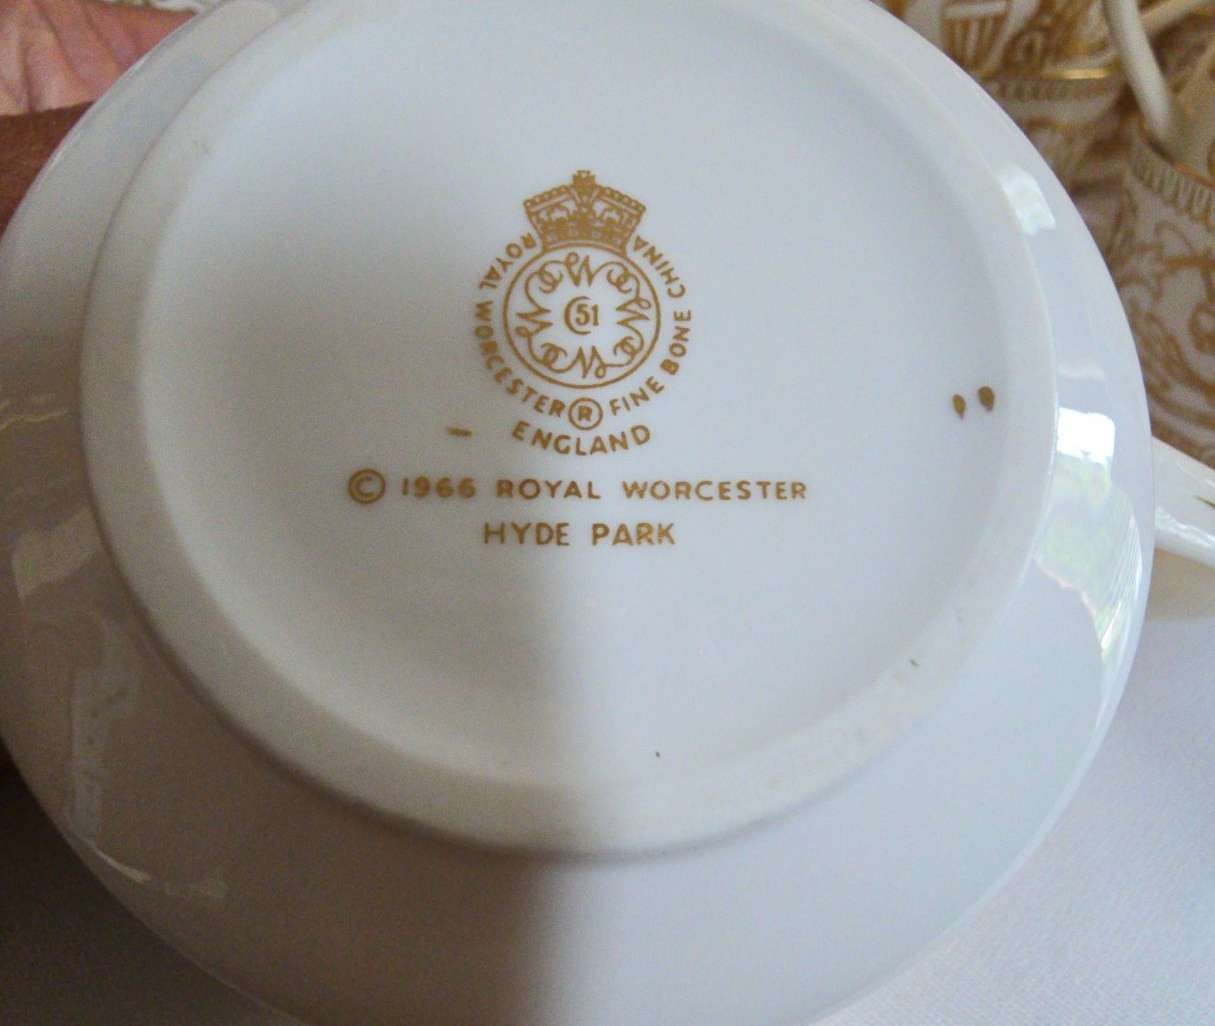 ROYAL WORCESTER ® FINE BONE CHINA
51
ENGLAND
© 1966 ROYAL WORCESTER
HYDE PARK